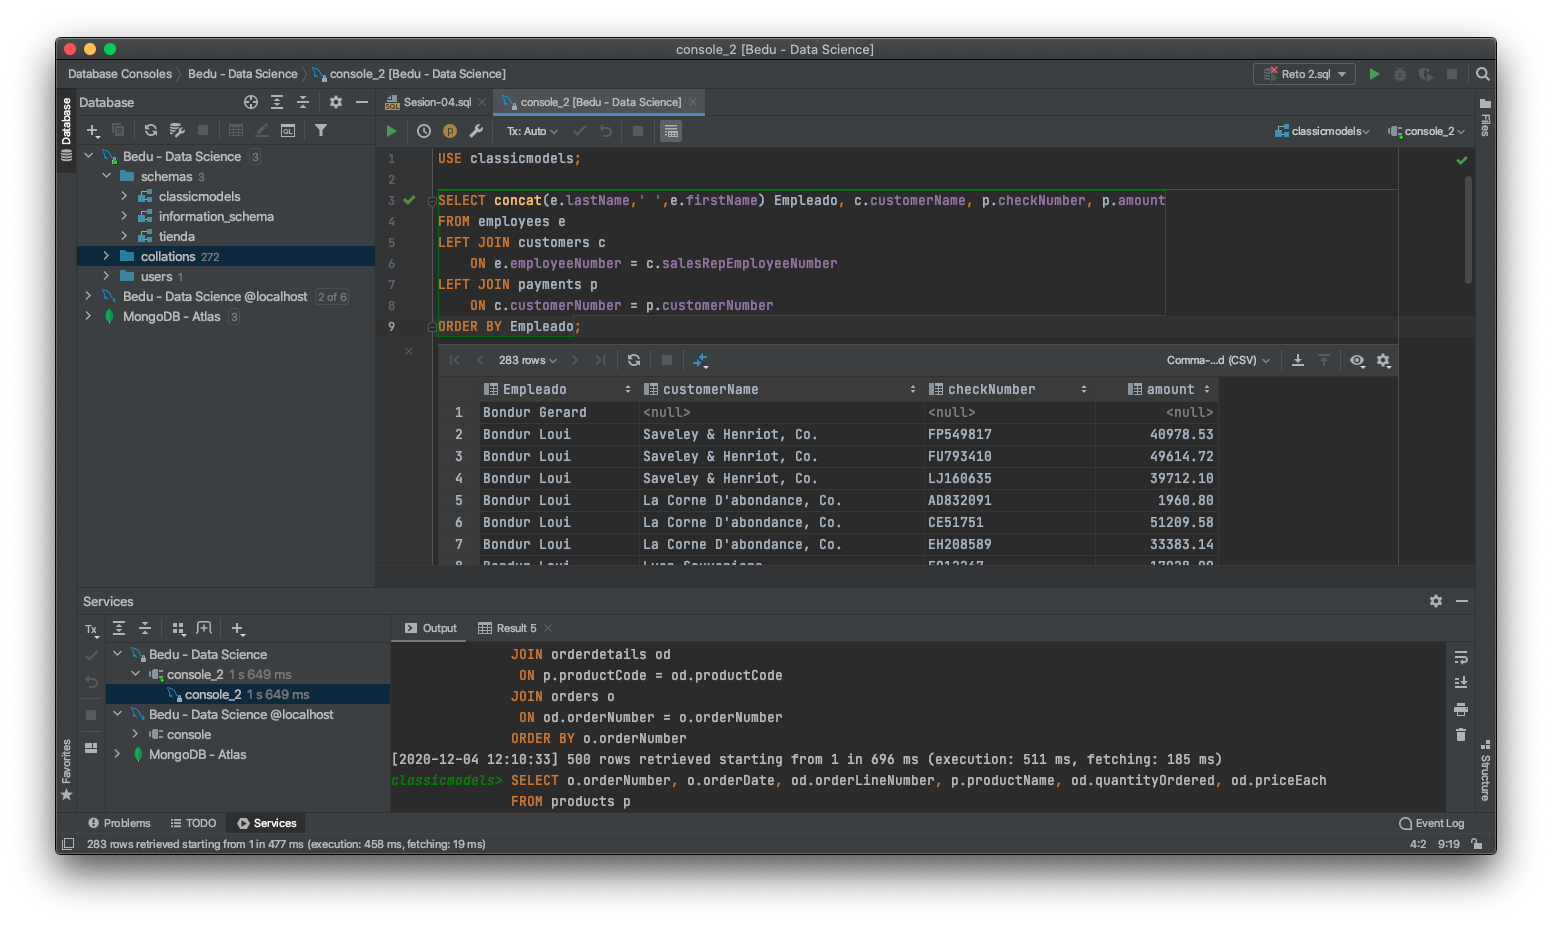 console_2 [Bedu - Data Science]
Database Consoles Bedu - Data Science console_2 [Bedu - Data Science] Reto 2.sql
Database
Database
Sesion-04.sql console_2 [Bedu - Data Science]
Files
Tx: Auto classicmodels console_2
Bedu - Data Science 3
schemas 3
classicmodels
information_schema
tienda
collations 272
users 1
Bedu - Data Science @localhost 2 of 6
MongoDB - Atlas 3
1 USE classicmodels;
2
3 SELECT concat(e.lastName,' ',e.firstName) Empleado, c.customerName, p.checkNumber, p.amount
4 FROM employees e
5 LEFT JOIN customers c
6 ON e.employeeNumber = c.salesRepEmployeeNumber
7 LEFT JOIN payments p
8 ON c.customerNumber = p.customerNumber
9 ORDER BY Empleado;
283 rows Comma-...d (CSV)
Empleado customerName checkNumber amount
1 Bondur Gerard <null> <null> <null>
2 Bondur Loui Saveley & Henriot, Co. FP549817 40978.53
3 Bondur Loui Saveley & Henriot, Co. FU793410 49614.72
4 Bondur Loui Saveley & Henriot, Co. LJ160635 39712.10
5 Bondur Loui La Corne D'abondance, Co. AD832091 1960.80
6 Bondur Loui La Corne D'abondance, Co. CE51751 51209.58
7 Bondur Loui La Corne D'abondance, Co. EH208589 33383.14
Services
Tx
Output Result 5
Bedu - Data Science
console_2 1 s 649 ms
console_2 1 s 649 ms
Bedu - Data Science @localhost
console
MongoDB - Atlas
JOIN orderdetails od
ON p.productCode = od.productCode
JOIN orders o
ON od.orderNumber = o.orderNumber
ORDER BY o.orderNumber
[2020-12-04 12:10:33] 500 rows retrieved starting from 1 in 696 ms (execution: 511 ms, fetching: 185 ms)
classicmodels> SELECT o.orderNumber, o.orderDate, od.orderLineNumber, p.productName, od.quantityOrdered, od.priceEach
FROM products p
Favorites
Structure
Problems TODO Services Event Log
283 rows retrieved starting from 1 in 477 ms (execution: 458 ms, fetching: 19 ms) 4:2 9:19